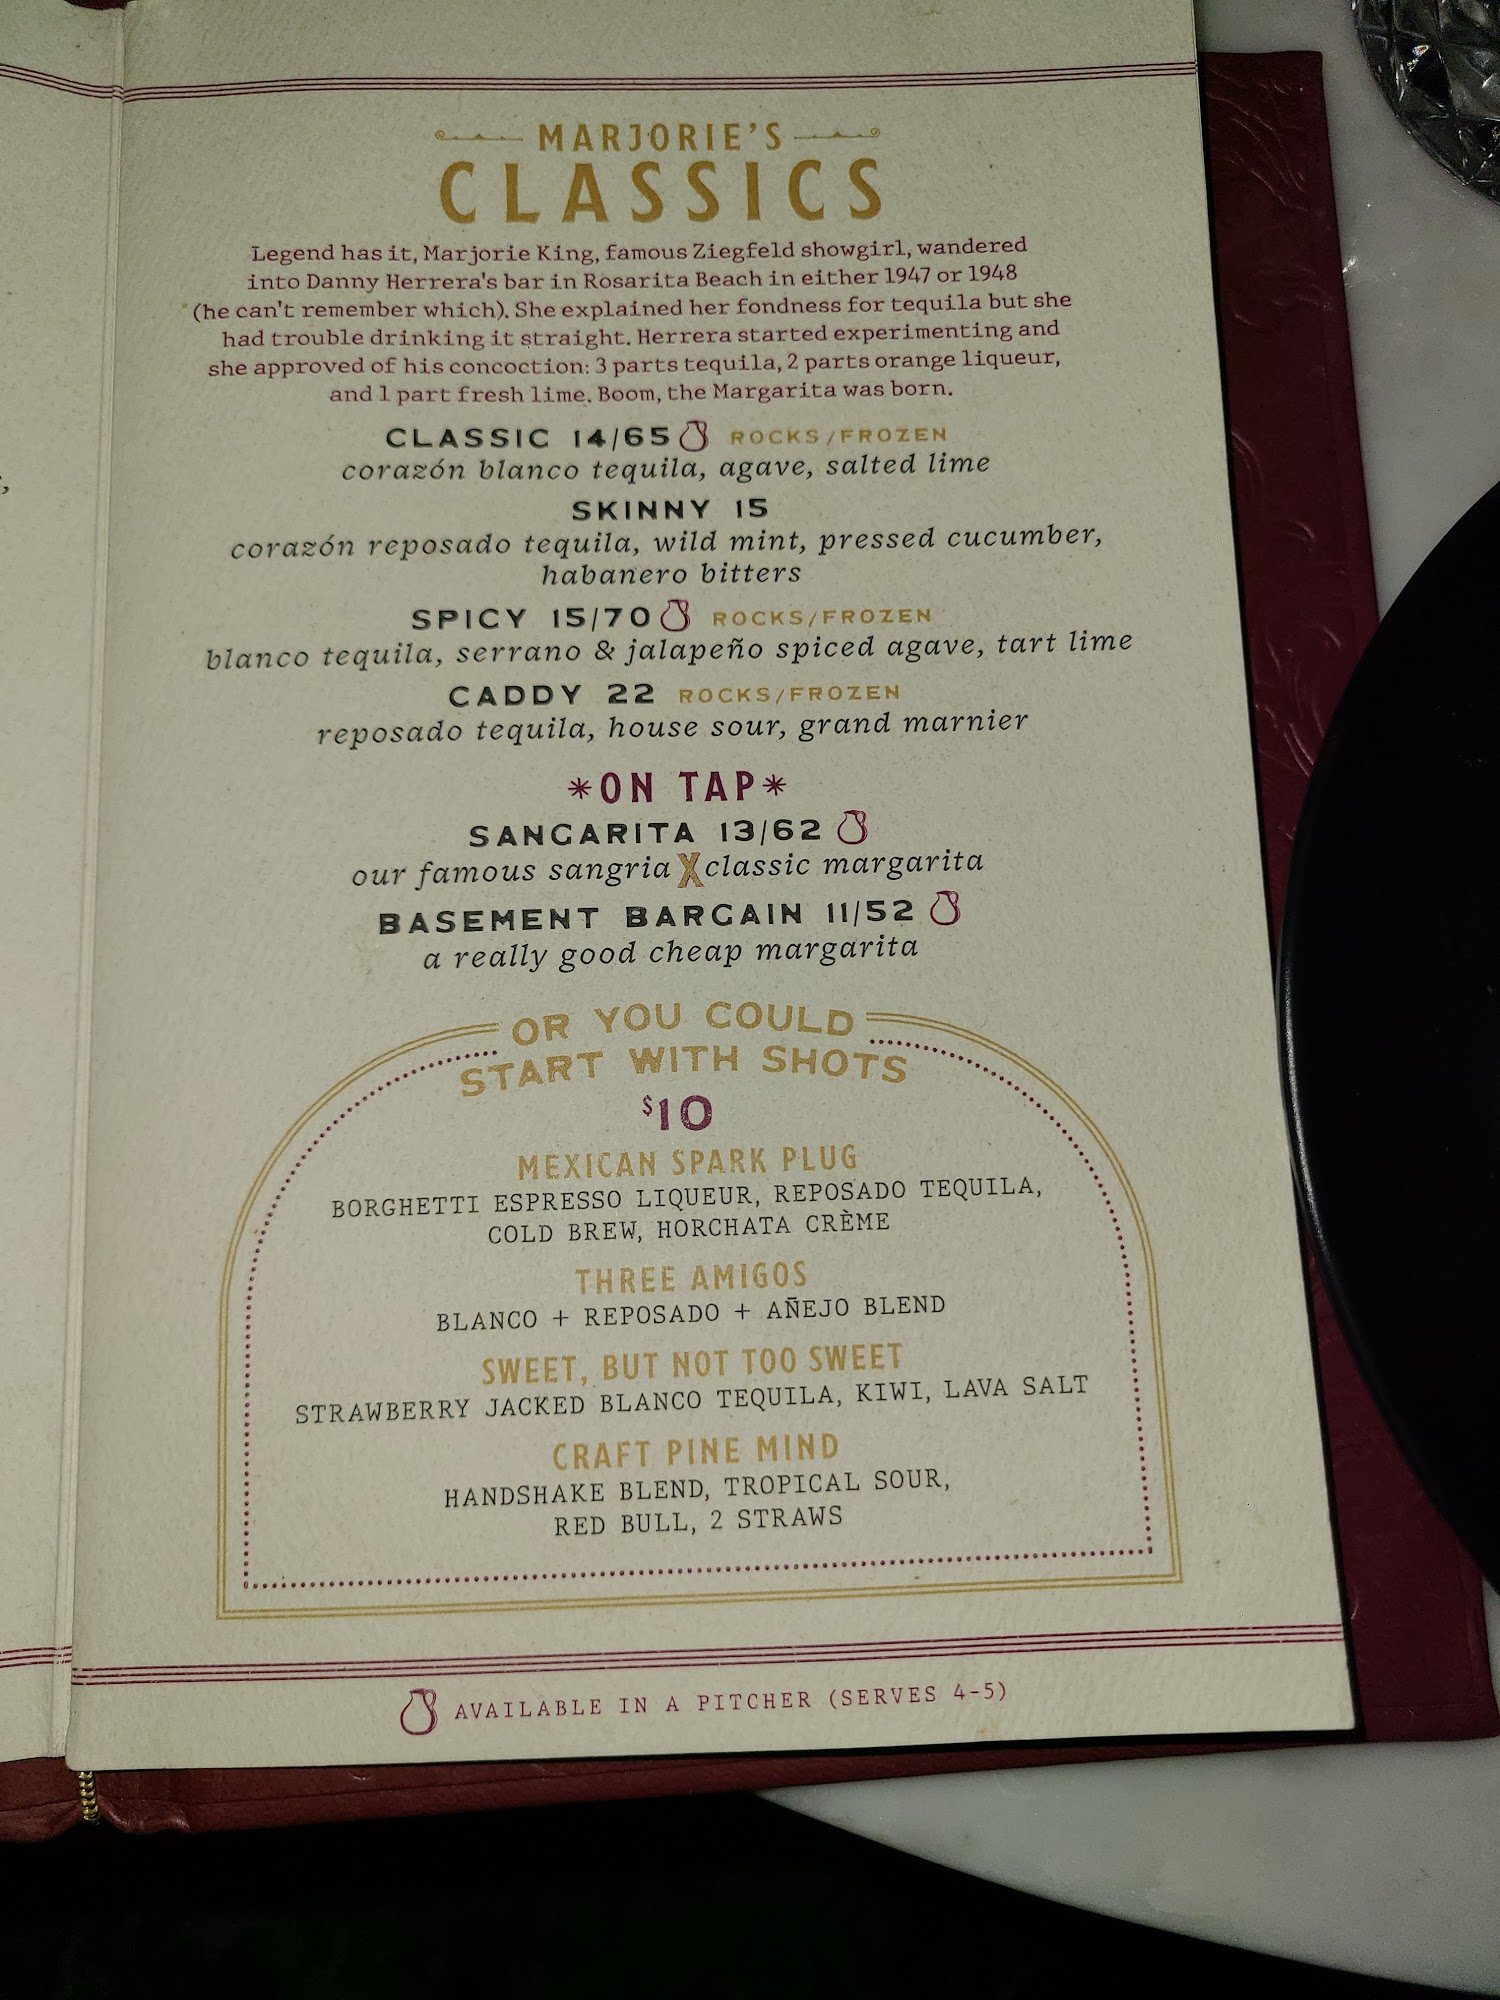 MARJORIE'S
CLASSICS
Legend has it, Marjorie King, famous Ziegfeld showgirl, wandered
into Danny Herrera's bar in Rosarita Beach in either 1947 or 1948
(he can't remember which). She explained her fondness for tequila but she
had trouble drinking it straight. Herrera started experimenting and
she approved of his concoction: 3 parts tequila, 2 parts orange liqueur,
and 1 part fresh lime. Boom, the Margarita was born.
CLASSIC 14/65 ROCKS/FROZEN
corazón blanco tequila, agave, salted lime
SKINNY 15
corazón reposado tequila, wild mint, pressed cucumber,
habanero bitters
SPICY 15/70 ROCKS/FROZEN
blanco tequila, serrano & jalapeño spiced agave, tart lime
CADDY 22 ROCKS/FROZEN
reposado tequila, house sour, grand marnier
*ON TAP*
SANGARITA 13/62
our famous sangria X classic margarita
BASEMENT BARGAIN 11/52
a really good cheap margarita
OR YOU COULD
START WITH SHOTS
$10
MEXICAN SPARK PLUG
BORGHETTI ESPRESSO LIQUEUR, REPOSADO TEQUILA,
COLD BREW, HORCHATA CRÈME
THREE AMIGOS
BLANCO + REPOSADO + AÑEJO BLEND
SWEET, BUT NOT TOO SWEET
STRAWBERRY JACKED BLANCO TEQUILA, KIWI, LAVA SALT
CRAFT PINE MIND
HANDSHAKE BLEND, TROPICAL SOUR,
RED BULL, 2 STRAWS
AVAILABLE IN A PITCHER (SERVES 4-5)